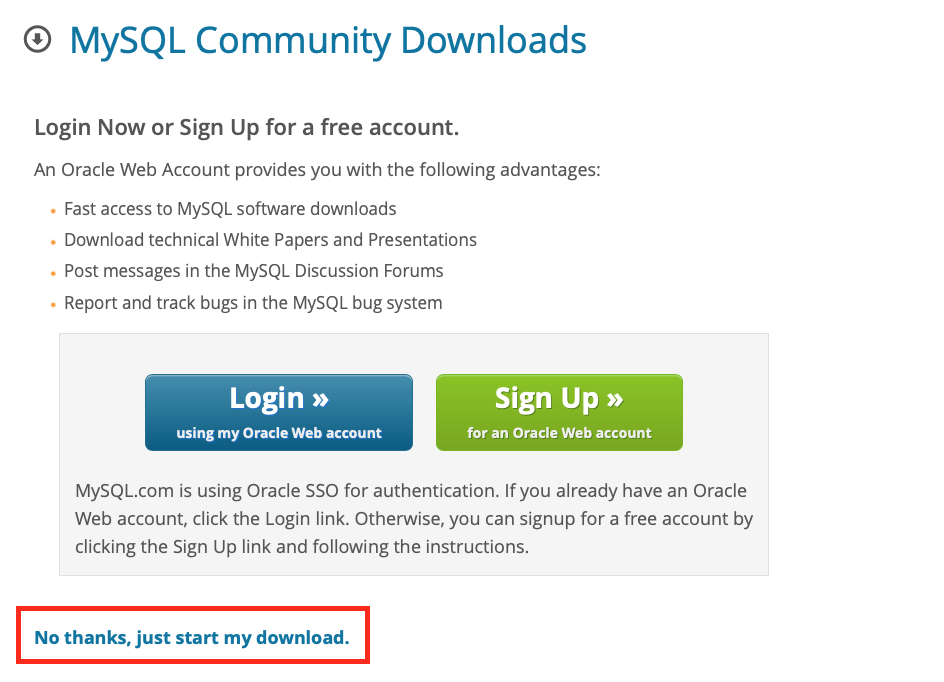 MySQL Community Downloads
Login Now or Sign Up for a free account.
An Oracle Web Account provides you with the following advantages:
Fast access to MySQL software downloads
Download technical White Papers and Presentations
Post messages in the MySQL Discussion Forums
Report and track bugs in the MySQL bug system
Login »
using my Oracle Web account
Sign Up »
for an Oracle Web account
MySQL.com is using Oracle SSO for authentication. If you already have an Oracle
Web account, click the Login link. Otherwise, you can signup for a free account by
clicking the Sign Up link and following the instructions.
No thanks, just start my download.